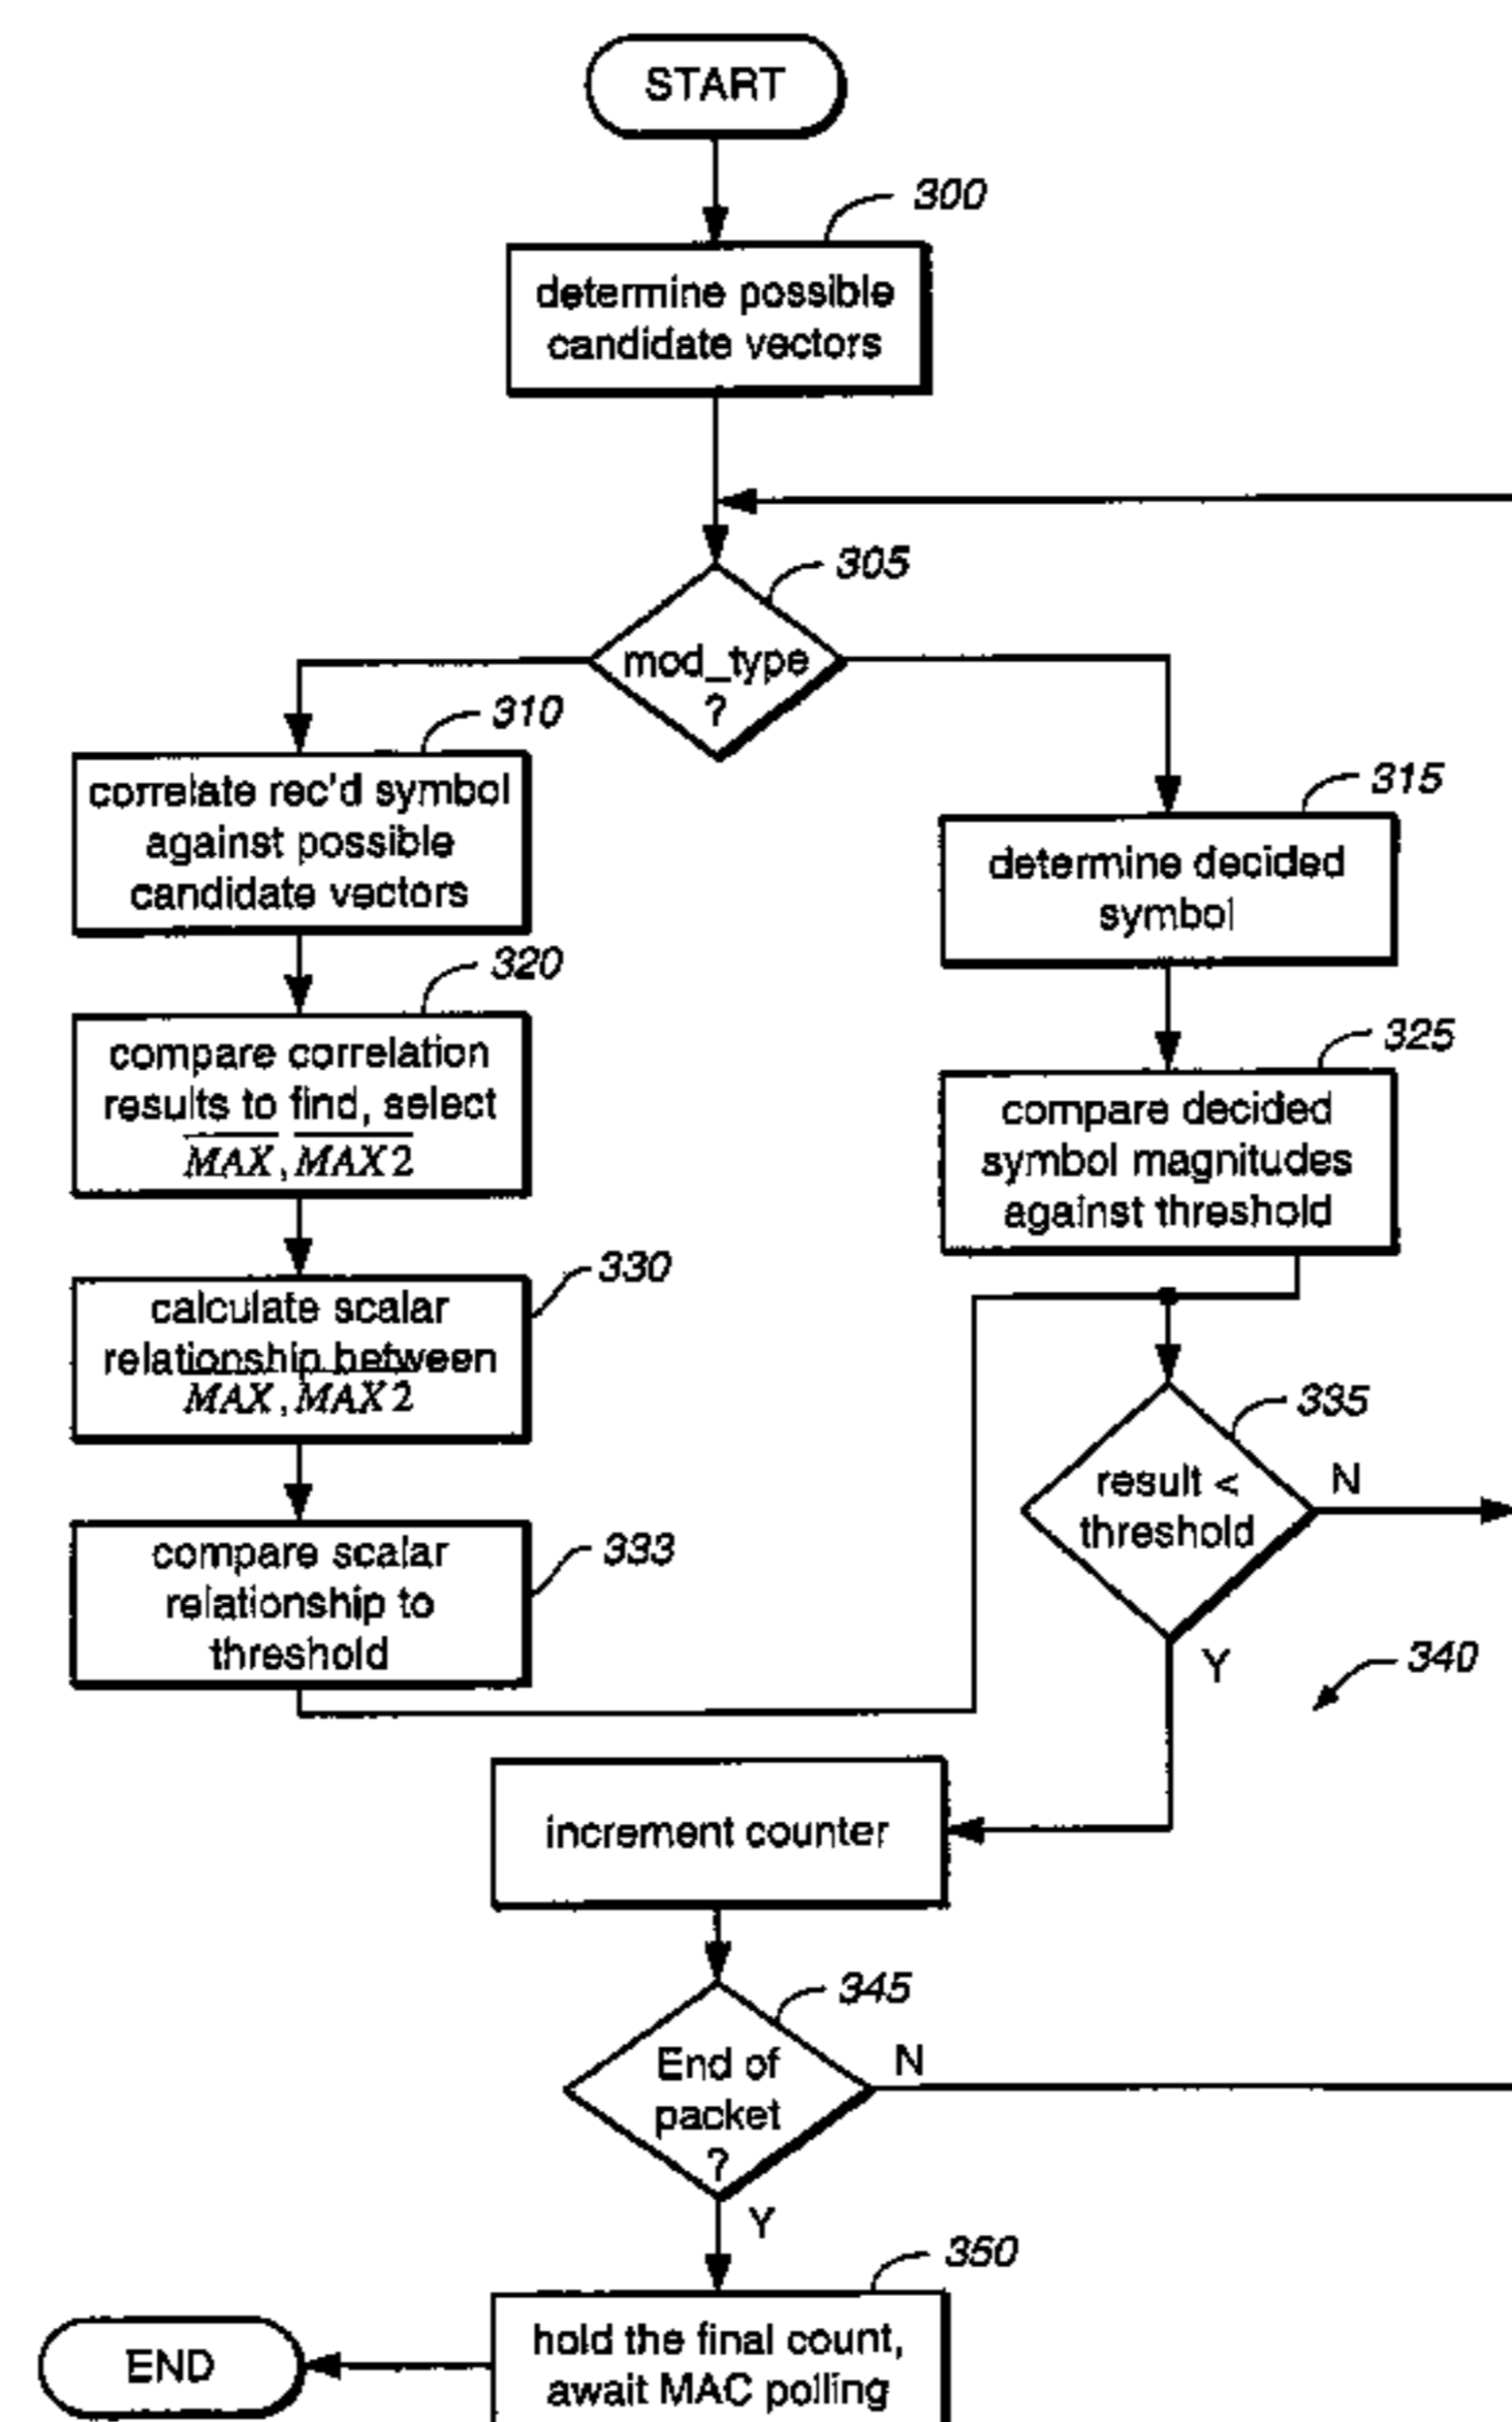 START
300
determine possible
candidate vectors
305
mod_type
?
310
correlate rec'd symbol
against possible
candidate vectors
315
determine decided
symbol
320
compare correlation
results to find, select
MAX, MAX2
325
compare decided
symbol magnitudes
against threshold
330
calculate scalar
relationship between
MAX, MAX2
335
result <
threshold
N
Y
333
compare scalar
relationship to
threshold
340
increment counter
345
End of
packet
?
N
Y
350
hold the final count,
await MAC polling
END